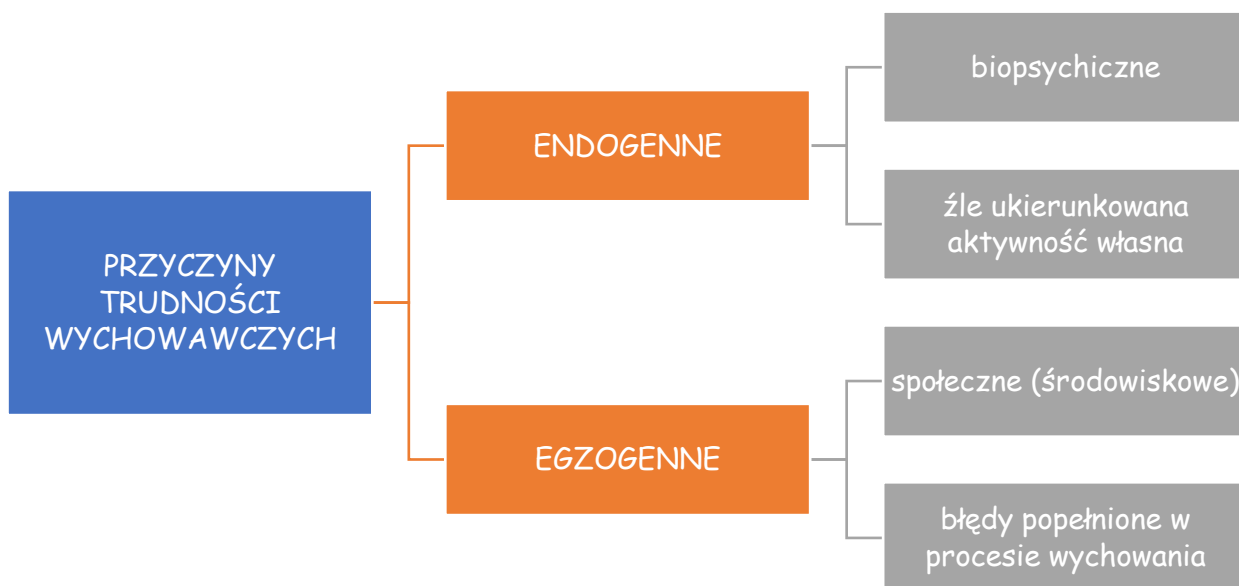 PRZYCZYNY
TRUDNOŚCI
WYCHOWAWCZYCH
ENDOGENNE
biopsychiczne
źle ukierunkowana
aktywność własna
EGZOGENNE
społeczne (środowiskowe)
błędy popełnione w
procesie wychowania